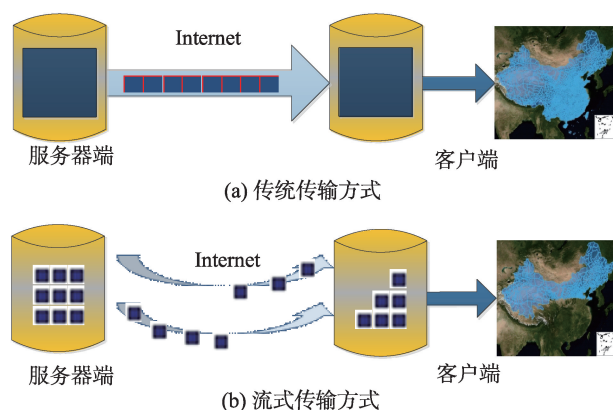 Internet
服务器端
客户端
(a) 传统传输方式
Internet
服务器端
客户端
(b) 流式传输方式